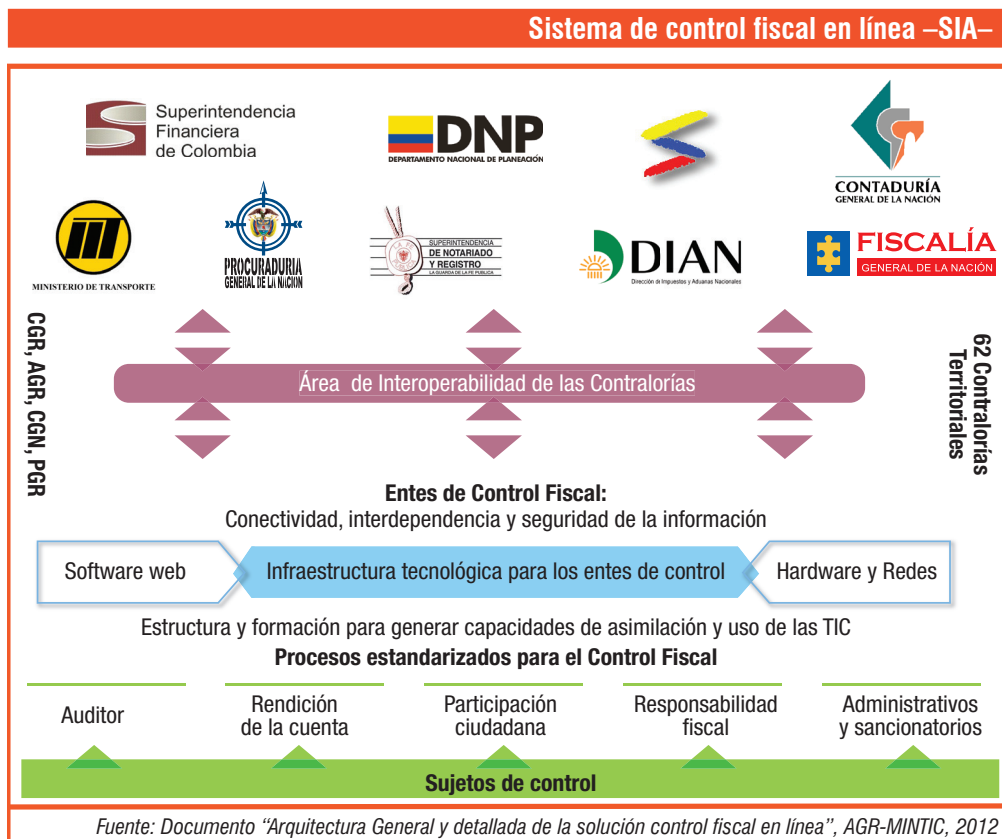 Sistema de control fiscal en línea –SIA–
Superintendencia
Financiera
de Colombia
DNP
DEPARTAMENTO NACIONAL DE PLANEACIÓN
CONTADURÍA
GENERAL DE LA NACIÓN
MINISTERIO DE TRANSPORTE
PROCURADURIA
GENERAL DE LA NACION
SUPERINTENDENCIA
DE NOTARIADO
Y REGISTRO
LA GUARDA DE LA FE PUBLICA
DIAN
Dirección de Impuestos y Aduanas Nacionales
FISCALÍA
GENERAL DE LA NACIÓN
CGR, AGR, CGN, PGR
Área de Interoperabilidad de las Contralorías
62 Contralorías
Territoriales
Entes de Control Fiscal:
Conectividad, interdependencia y seguridad de la información
Software web
Infraestructura tecnológica para los entes de control
Hardware y Redes
Estructura y formación para generar capacidades de asimilación y uso de las TIC
Procesos estandarizados para el Control Fiscal
Auditor
Rendición
de la cuenta
Participación
ciudadana
Responsabilidad
fiscal
Administrativos
y sancionatorios
Sujetos de control
Fuente: Documento “Arquitectura General y detallada de la solución control fiscal en línea”, AGR-MINTIC, 2012